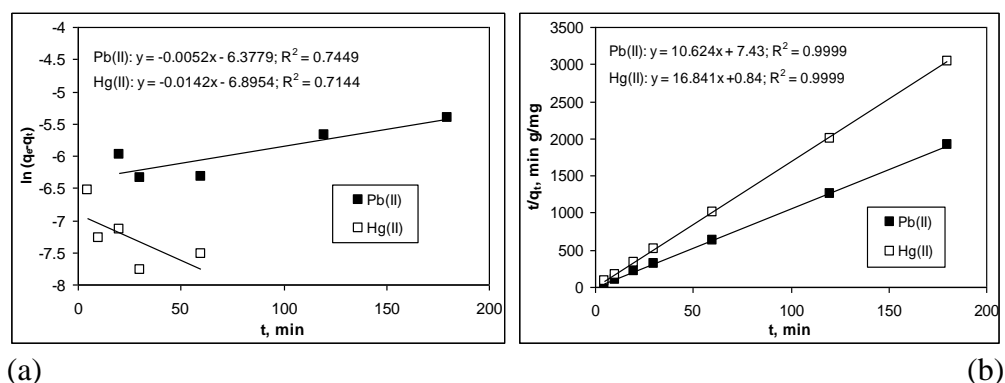 -4
-4.5
-5
-5.5
-6
-6.5
-7
-7.5
-8
ln (qe-qt)
Pb(II): y = -0.0052x - 6.3779; R² = 0.7449
Hg(II): y = -0.0142x - 6.8954; R² = 0.7144
Pb(II)
Hg(II)
0 50 100 150 200
t, min
(a)
3500
3000
2500
2000
1500
1000
500
0
t/qt, min g/mg
Pb(II): y = 10.624x + 7.43; R² = 0.9999
Hg(II): y = 16.841x +0.84; R² = 0.9999
Pb(II)
Hg(II)
0 50 100 150 200
t, min
(b)